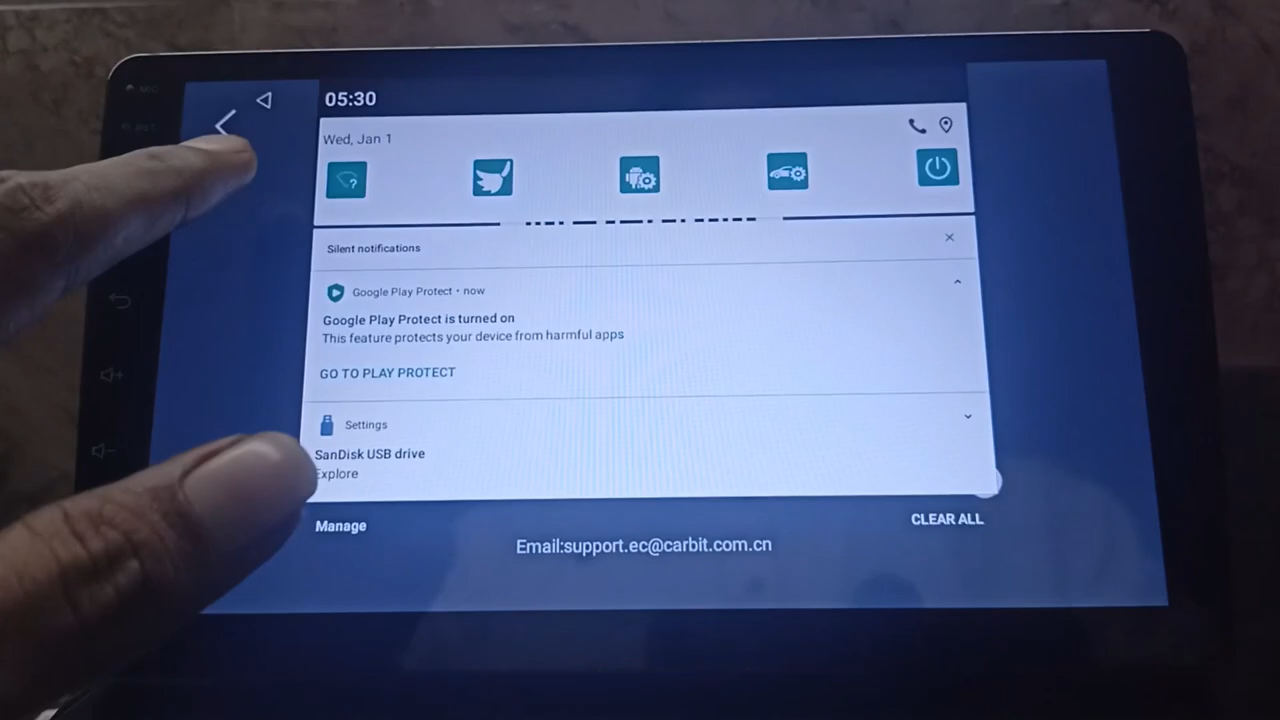 MIC
RST
05:30
Wed, Jan 1
Silent notifications
Google Play Protect • now
Google Play Protect is turned on
This feature protects your device from harmful apps
GO TO PLAY PROTECT
Settings
SanDisk USB drive
Explore
Manage
CLEAR ALL
Email:support.ec@carbit.com.cn